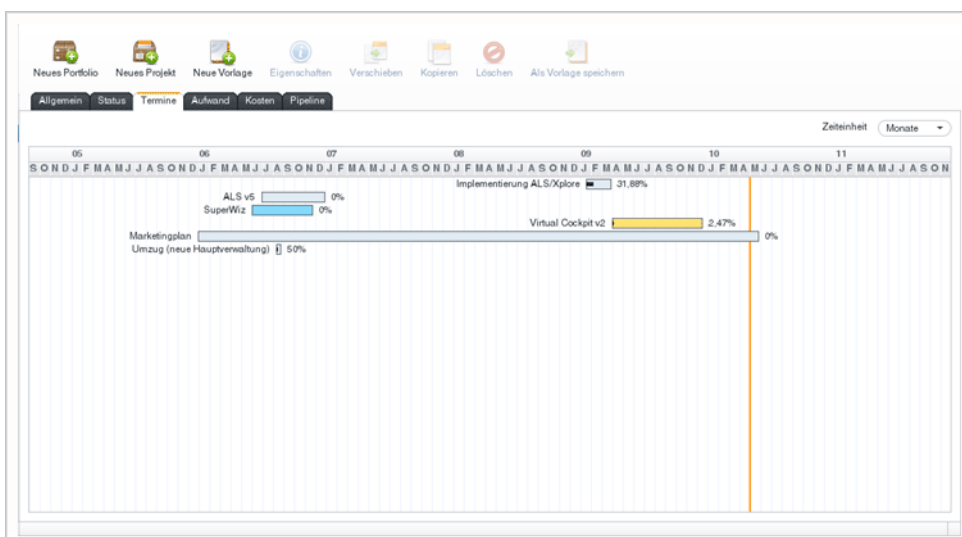 Neues Portfolio Neues Projekt Neue Vorlage Eigenschaften Verschieben Kopieren Löschen Als Vorlage speichern
Allgemein Status Termine Aufwand Kosten Pipeline
Zeiteinheit Monate
05 06 07 08 09 10 11
S O N D J F M A M J J A S O N D J F M A M J J A S O N D J F M A M J J A S O N D J F M A M J J A S O N D J F M A M J J A S O N D J F M A M J J A S O N D J F M A M J J A S O N
Implementierung ALS/Xplore 31,88%
ALS v5 0%
SuperWiz 0%
Virtual Cockpit v2 2,47%
Marketingplan 0%
Umzug (neue Hauptverwaltung) 50%